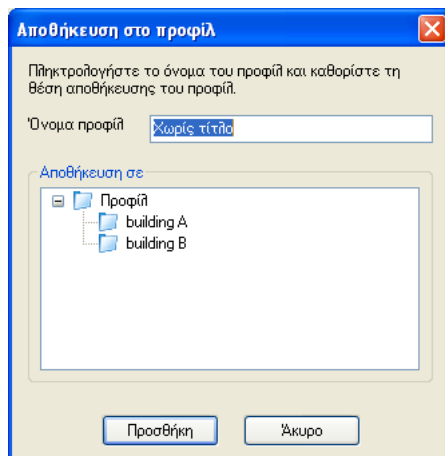 Αποθήκευση στο προφίλ
Πληκτρολογήστε το όνομα του προφίλ και καθορίστε τη
θέση αποθήκευσης του προφίλ.
Όνομα προφίλ Χωρίς τίτλο
Αποθήκευση σε
Προφίλ
building A
building B
Προσθήκη Άκυρο